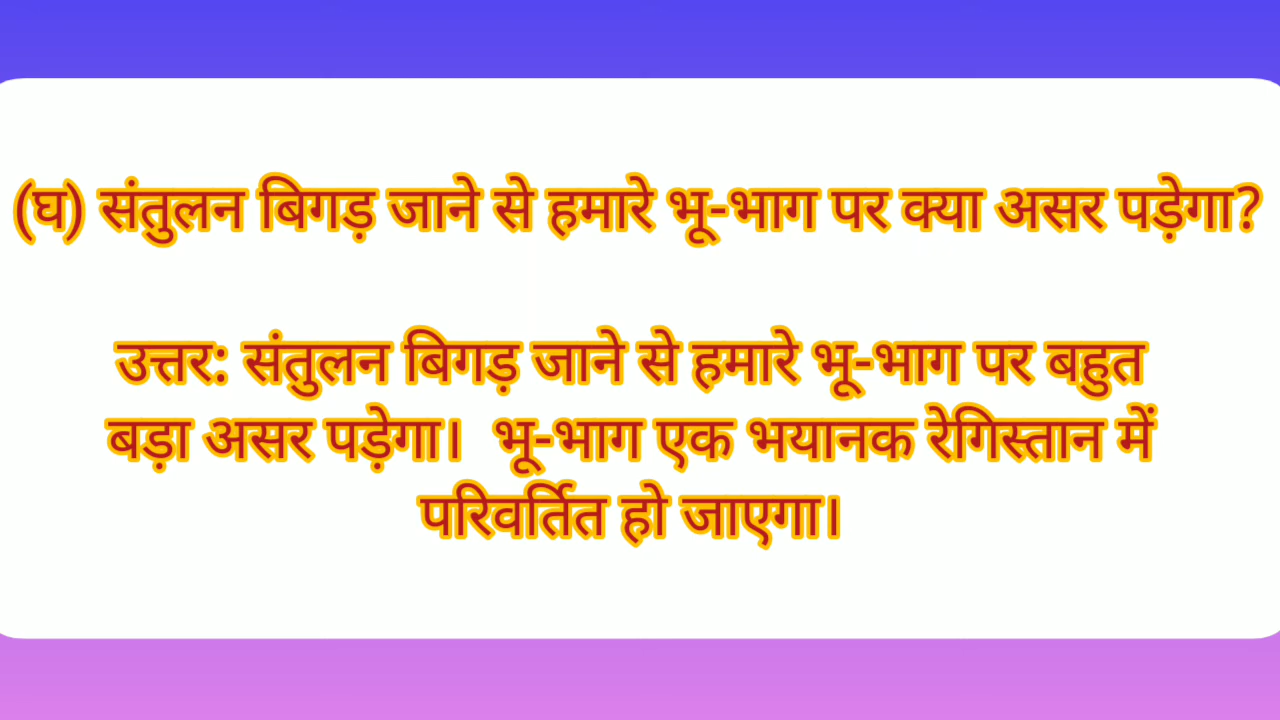 (घ) संतुलन बिगड़ जाने से हमारे भू-भाग पर क्या असर पड़ेगा?
उत्तर: संतुलन बिगड़ जाने से हमारे भू-भाग पर बहुत
बड़ा असर पड़ेगा। भू-भाग एक भयानक रेगिस्तान में
परिवर्तित हो जाएगा।